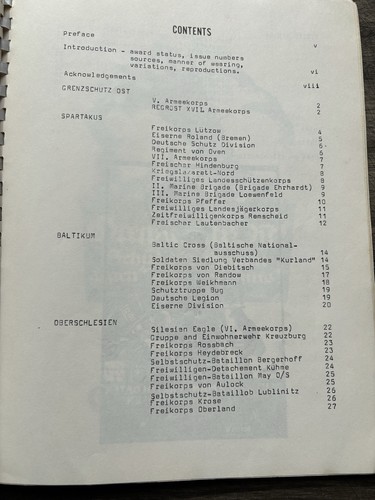 CONTENTS
Preface v
Introduction - award status, issue numbers
sources, manner of wearing,
variations, reproductions. vi
Acknowledgements viii
GRENZSCHUTZ OST
V. Armeekorps 2
REGROST XVII Armeekorps 2
SPARTAKUS
Freikorps Lutzow 4
Eiserne Roland (Bremen) 5
Deutsche Schutz Division 6
Regiment von Oven 6
VII. Armeekorps 7
Freischar Hindenburg 7
Kriegslazarett-Nord 8
Freiwilliges Landesschützenkorps 8
II. Marine Brigade (Brigade Ehrhardt) 9
III. Marine Brigade Loewenfeld 9
Freikorps Pfeffer 10
Freiwilliges Landesjägerkorps 11
Zeitfreiwilligenkorps Remscheid 11
Freischar Lautenbacher 12
BALTIKUM
Baltic Cross (Baltische National-
ausschuss) 14
Soldaten Siedlung Verbandes "Kurland" 14
Freikorps von Diebitsch 15
Freikorps von Randow 17
Freikorps Weikhmann 18
Schutztruppe Bug 19
Deutsche Legion 19
Eiserne Division 20
OBERSCHLESIEN
Silesian Eagle (VI. Armeekorps) 22
Gruppe and Einwohnerwehr Kreuzburg 22
Freikorps Rossbach 23
Freikorps Heydebreck 23
Selbstschutz-Bataillon Bergerhoff 24
Freiwilligen-Detachement Kühme 24
Freiwilligen-Bataillon May O/S 25
Freikorps von Aulock 25
Selbstschutz-Bataillob Lublinitz 26
Freikorps Krose 26
Freikorps Oberland 27